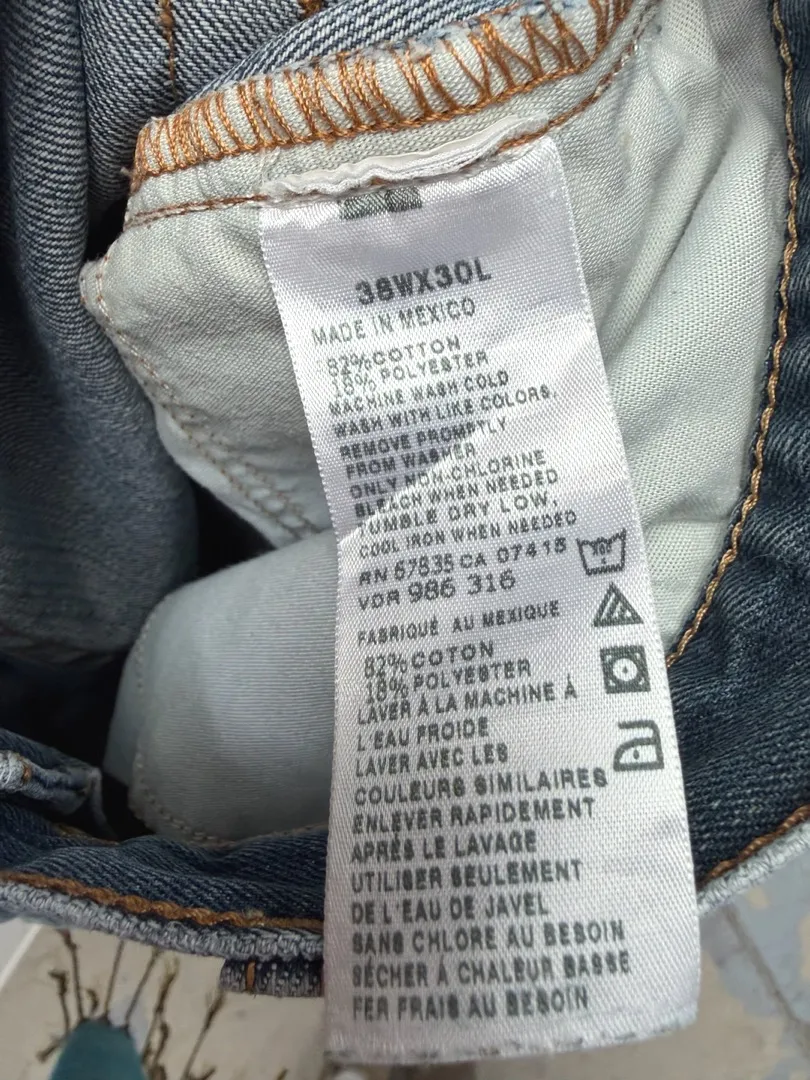 38WX30L
MADE IN MEXICO
82% COTTON
18% POLYESTER
MACHINE WASH COLD
WASH WITH LIKE COLORS,
REMOVE PROMPTLY
FROM WASHER
ONLY NON-CHLORINE
BLEACH WHEN NEEDED
TUMBLE DRY LOW,
COOL IRON WHEN NEEDED
RN 67835 CA 07415
VDR 986 316
FABRIQUÉ AU MEXIQUE
82% COTON
18% POLYESTER
LAVER À LA MACHINE À
L'EAU FROIDE
LAVER AVEC LES
COULEURS SIMILAIRES
ENLEVER RAPIDEMENT
APRÈS LE LAVAGE
UTILISER SEULEMENT
DE L'EAU DE JAVEL
SANS CHLORE AU BESOIN
SÉCHER À CHALEUR BASSE
FER FRAIS AU BESOIN